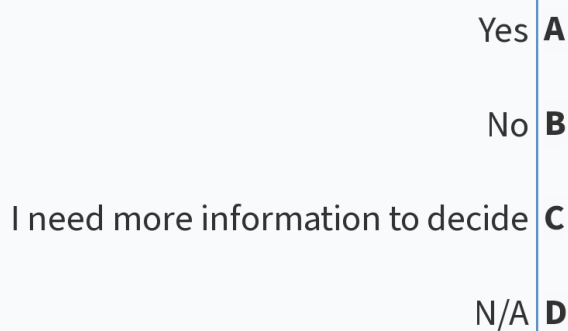 Yes A
No B
I need more information to decide C
N/A D